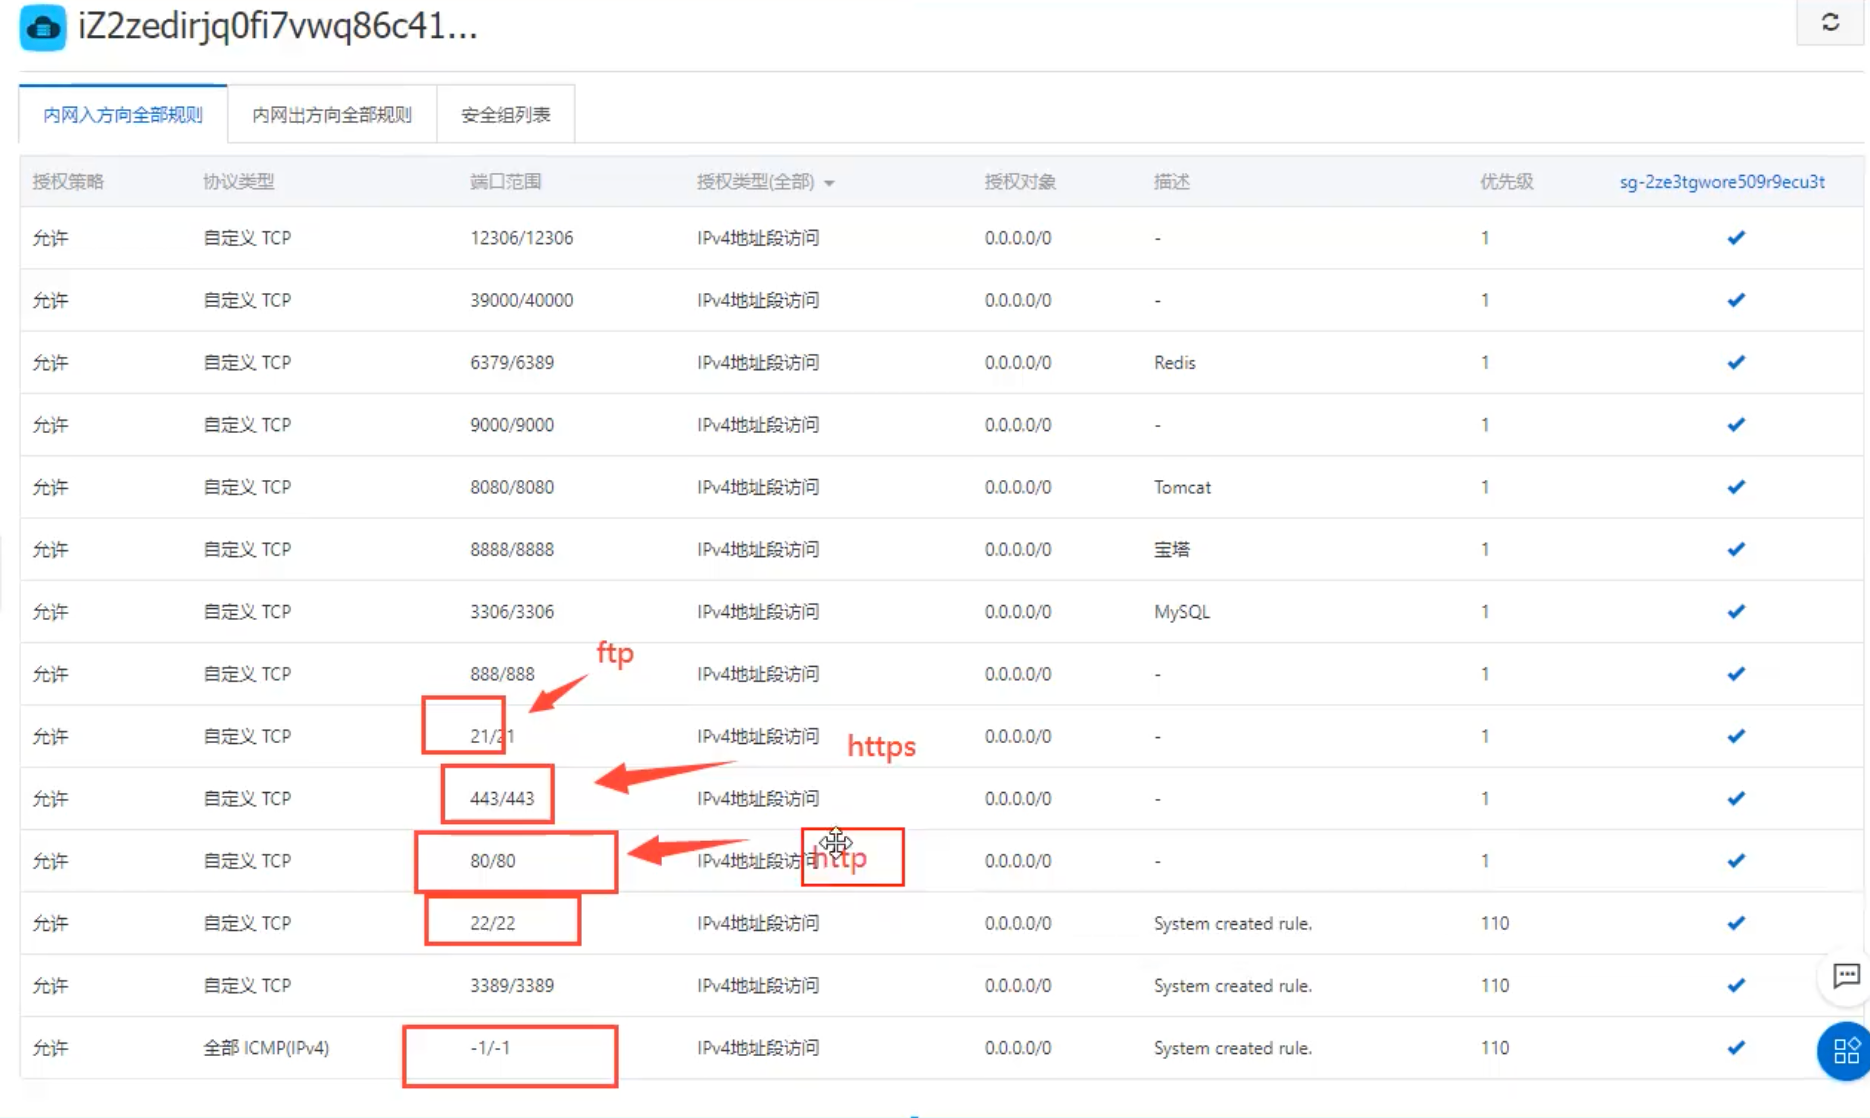 iZ2zedirjq0fi7vwq86c41...
内网入方向全部规则 内网出方向全部规则 安全组列表
授权策略 协议类型 端口范围 授权类型(全部) 授权对象 描述 优先级 sg-2ze3tgwore509r9ecu3t
允许 自定义 TCP 12306/12306 IPv4地址段访问 0.0.0.0/0 - 1
允许 自定义 TCP 39000/40000 IPv4地址段访问 0.0.0.0/0 - 1
允许 自定义 TCP 6379/6389 IPv4地址段访问 0.0.0.0/0 Redis 1
允许 自定义 TCP 9000/9000 IPv4地址段访问 0.0.0.0/0 - 1
允许 自定义 TCP 8080/8080 IPv4地址段访问 0.0.0.0/0 Tomcat 1
允许 自定义 TCP 8888/8888 IPv4地址段访问 0.0.0.0/0 宝塔 1
允许 自定义 TCP 3306/3306 IPv4地址段访问 0.0.0.0/0 MySQL 1
ftp
允许 自定义 TCP 888/888 IPv4地址段访问 0.0.0.0/0 - 1
允许 自定义 TCP 21/21 IPv4地址段访问 0.0.0.0/0 - 1
https
允许 自定义 TCP 443/443 IPv4地址段访问 0.0.0.0/0 - 1
允许 自定义 TCP 80/80 IPv4地址段访问 http 0.0.0.0/0 - 1
允许 自定义 TCP 22/22 IPv4地址段访问 0.0.0.0/0 System created rule. 110
允许 自定义 TCP 3389/3389 IPv4地址段访问 0.0.0.0/0 System created rule. 110
允许 全部 ICMP(IPv4) -1/-1 IPv4地址段访问 0.0.0.0/0 System created rule. 110